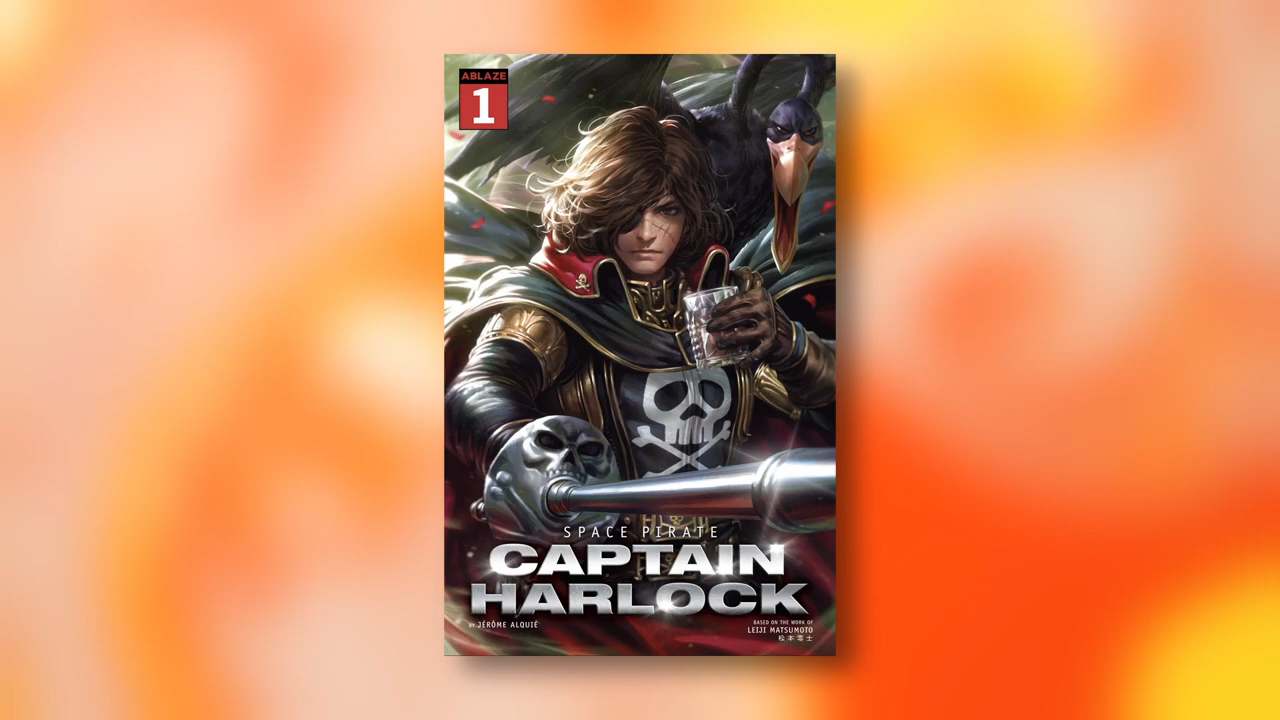 ABLAZE
1
SPACE PIRATE
CAPTAIN
HARLOCK
BY JÉRÔME ALQUIÉ
BASED ON THE WORK OF
LEIJI MATSUMOTO
松本零士